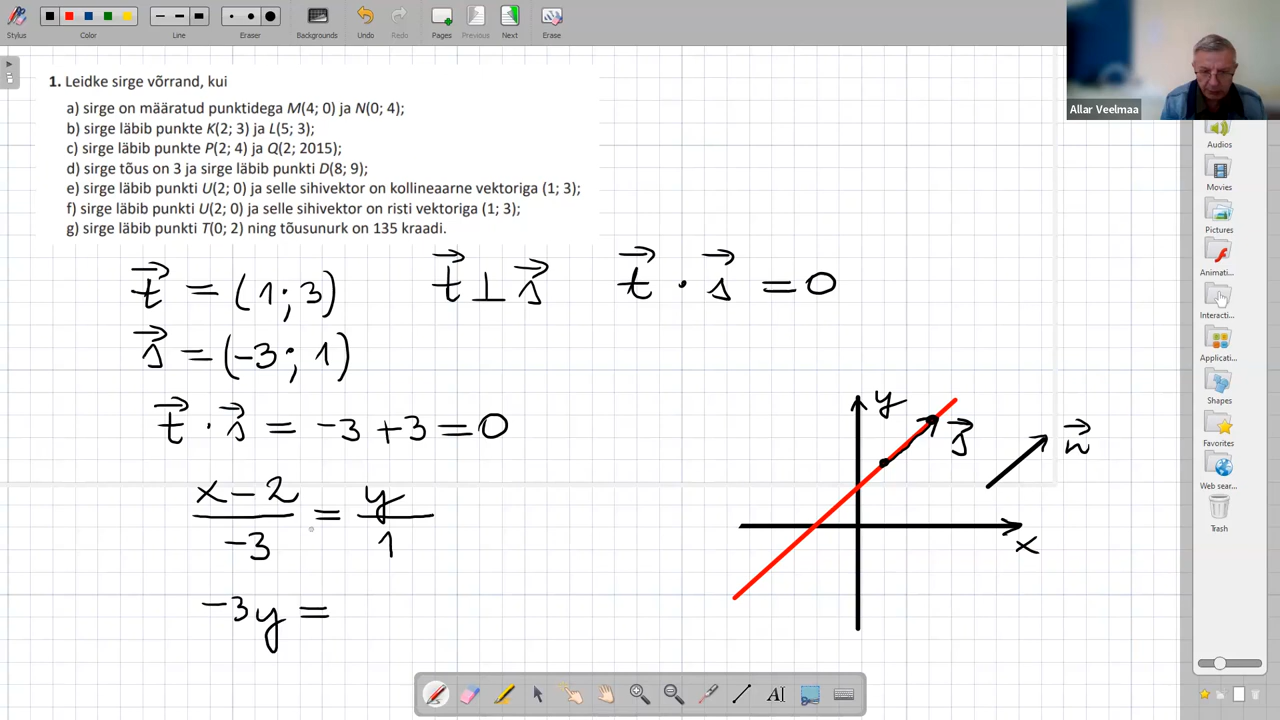 Stylus
Color
Line
Eraser
Backgrounds
Undo
Redo
Pages
Previous
Next
Erase
Allar Veelmaa
1. Leidke sirge võrrand, kui
a) sirge on määratud punktidega M(4; 0) ja N(0; 4);
b) sirge läbib punkte K(2; 3) ja L(5; 3);
c) sirge läbib punkte P(2; 4) ja Q(2; 2015);
d) sirge tõus on 3 ja sirge läbib punkti D(8; 9);
e) sirge läbib punkti U(2; 0) ja selle sihivektor on kollineaarne vektoriga (1; 3);
f) sirge läbib punkti U(2; 0) ja selle sihivektor on risti vektoriga (1; 3);
g) sirge läbib punkti T(0; 2) ning tõusunurk on 135 kraadi.
t⃗ = (1; 3) t⃗ ⊥ s⃗ t⃗ · s⃗ = 0
s⃗ = (-3; 1)
t⃗ · s⃗ = -3 + 3 = 0
x - 2 / -3 = y / 1
-3y =
y
s⃗
x
Audios
Movies
Pictures
Animati...
Interacti...
Applicati...
Shapes
Favorites
Web sear...
Trash
AI